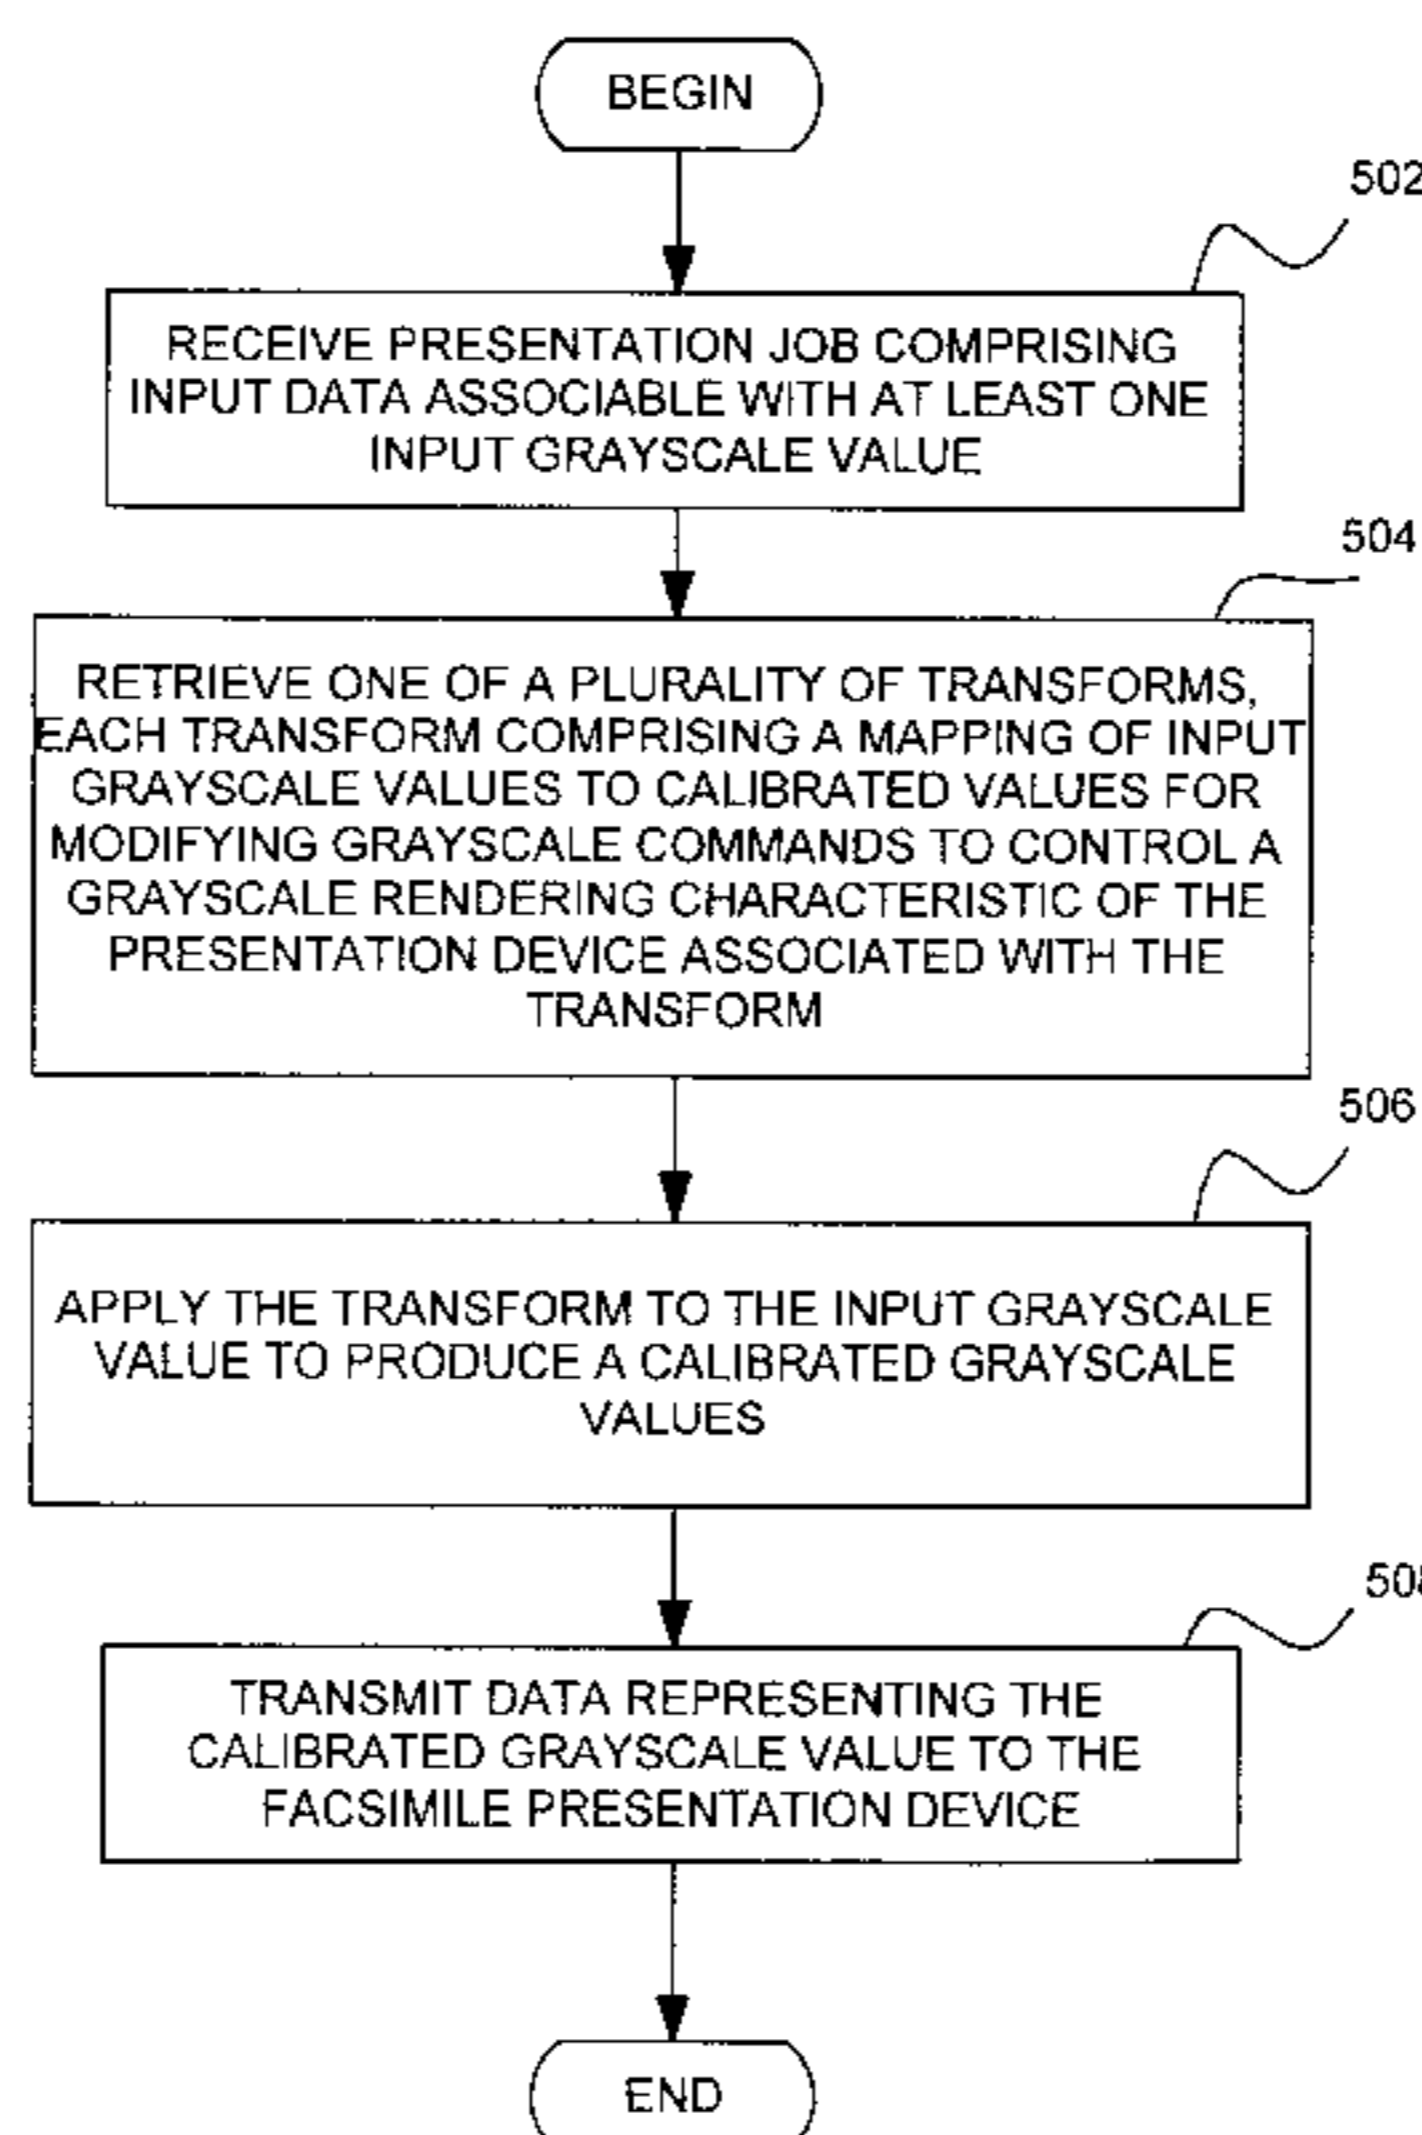 BEGIN
502
RECEIVE PRESENTATION JOB COMPRISING
INPUT DATA ASSOCIABLE WITH AT LEAST ONE
INPUT GRAYSCALE VALUE
504
RETRIEVE ONE OF A PLURALITY OF TRANSFORMS,
EACH TRANSFORM COMPRISING A MAPPING OF INPUT
GRAYSCALE VALUES TO CALIBRATED VALUES FOR
MODIFYING GRAYSCALE COMMANDS TO CONTROL A
GRAYSCALE RENDERING CHARACTERISTIC OF THE
PRESENTATION DEVICE ASSOCIATED WITH THE
TRANSFORM
506
APPLY THE TRANSFORM TO THE INPUT GRAYSCALE
VALUE TO PRODUCE A CALIBRATED GRAYSCALE
VALUES
508
TRANSMIT DATA REPRESENTING THE
CALIBRATED GRAYSCALE VALUE TO THE
FACSIMILE PRESENTATION DEVICE
END